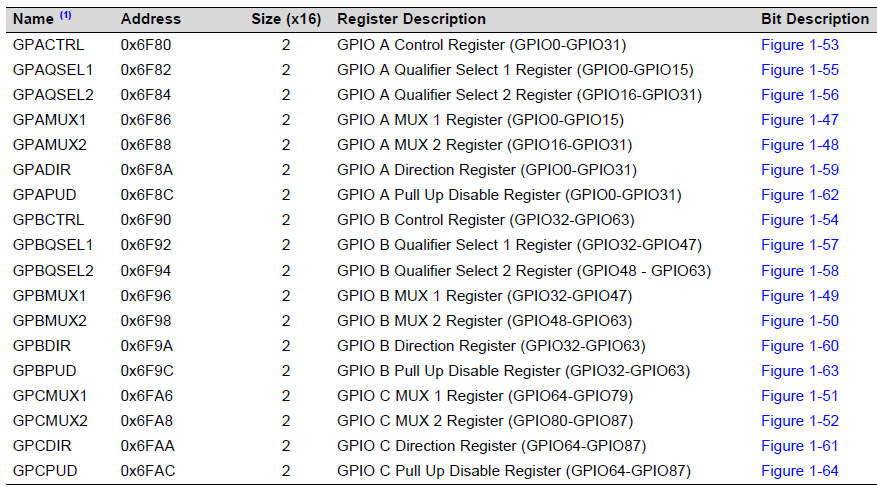 Name (1) Address Size (x16) Register Description Bit Description
GPACTRL 0x6F80 2 GPIO A Control Register (GPIO0-GPIO31) Figure 1-53
GPAQSEL1 0x6F82 2 GPIO A Qualifier Select 1 Register (GPIO0-GPIO15) Figure 1-55
GPAQSEL2 0x6F84 2 GPIO A Qualifier Select 2 Register (GPIO16-GPIO31) Figure 1-56
GPAMUX1 0x6F86 2 GPIO A MUX 1 Register (GPIO0-GPIO15) Figure 1-47
GPAMUX2 0x6F88 2 GPIO A MUX 2 Register (GPIO16-GPIO31) Figure 1-48
GPADIR 0x6F8A 2 GPIO A Direction Register (GPIO0-GPIO31) Figure 1-59
GPAPUD 0x6F8C 2 GPIO A Pull Up Disable Register (GPIO0-GPIO31) Figure 1-62
GPBCTRL 0x6F90 2 GPIO B Control Register (GPIO32-GPIO63) Figure 1-54
GPBQSEL1 0x6F92 2 GPIO B Qualifier Select 1 Register (GPIO32-GPIO47) Figure 1-57
GPBQSEL2 0x6F94 2 GPIO B Qualifier Select 2 Register (GPIO48 - GPIO63) Figure 1-58
GPBMUX1 0x6F96 2 GPIO B MUX 1 Register (GPIO32-GPIO47) Figure 1-49
GPBMUX2 0x6F98 2 GPIO B MUX 2 Register (GPIO48-GPIO63) Figure 1-50
GPBDIR 0x6F9A 2 GPIO B Direction Register (GPIO32-GPIO63) Figure 1-60
GPBPUD 0x6F9C 2 GPIO B Pull Up Disable Register (GPIO32-GPIO63) Figure 1-63
GPCMUX1 0x6FA6 2 GPIO C MUX 1 Register (GPIO64-GPIO79) Figure 1-51
GPCMUX2 0x6FA8 2 GPIO C MUX 2 Register (GPIO80-GPIO87) Figure 1-52
GPCDIR 0x6FAA 2 GPIO C Direction Register (GPIO64-GPIO87) Figure 1-61
GPCPUD 0x6FAC 2 GPIO C Pull Up Disable Register (GPIO64-GPIO87) Figure 1-64